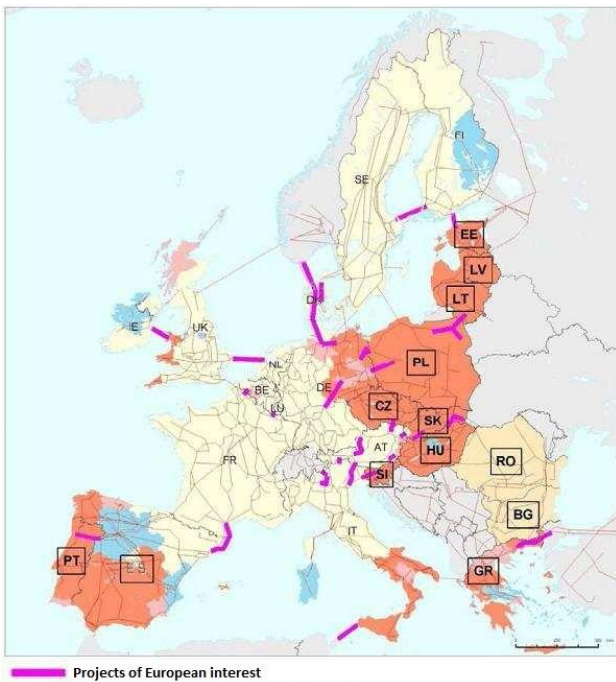 FI
SE
EE
LV
LT
DK
IE
UK
NL
PL
BE
DE
LU
CZ
SK
FR
AT
HU
RO
SI
BG
IT
PT
ES
GR
Projects of European interest